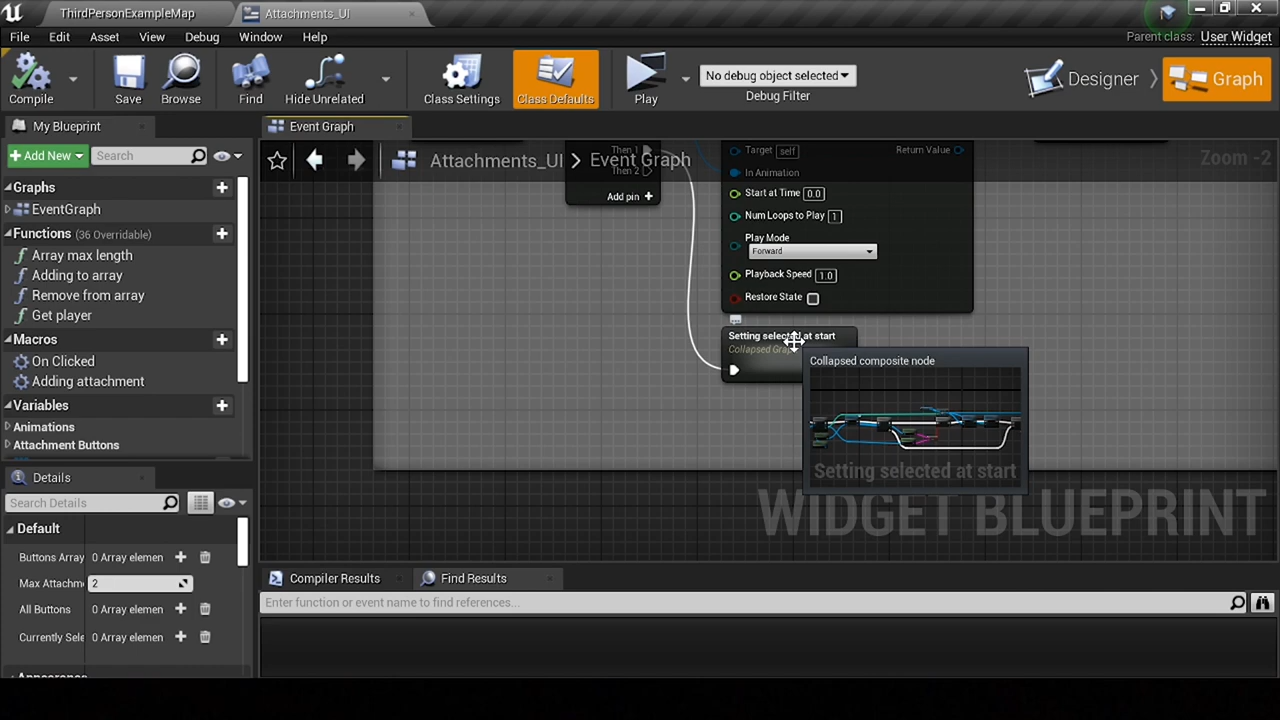 ThirdPersonExampleMap
Attachments_UI
File Edit Asset View Window Debug Window Help
Parent class: User Widget
Compile
Save
Browse
Find
Hide Unrelated
Class Settings
Class Defaults
Play
No debug object selected
Debug Filter
Designer
Graph
My Blueprint
Event Graph
Add New
Search
Attachments_UI > Event Graph
Zoom -2
Graphs
EventGraph
Functions (36 Overridable)
Array max length
Adding to array
Remove from array
Get player
Macros
On Clicked
Adding attachment
Variables
Animations
Attachment Buttons
Then 1
Then 2
Add pin
Target self
Return Value
In Animation
Start at Time 0.0
Num Loops to Play 1
Play Mode
Forward
Playback Speed 1.0
Restore State
Setting selected at start
Collapsed Gra
Collapsed composite node
Setting selected at start
WIDGET BLUEPRINT
Details
Search Details
Default
Buttons Array 0 Array elemen
Max Attachm 2
All Buttons 0 Array elemen
Currently Sele 0 Array elemen
Compiler Results
Find Results
Enter function or event name to find references...